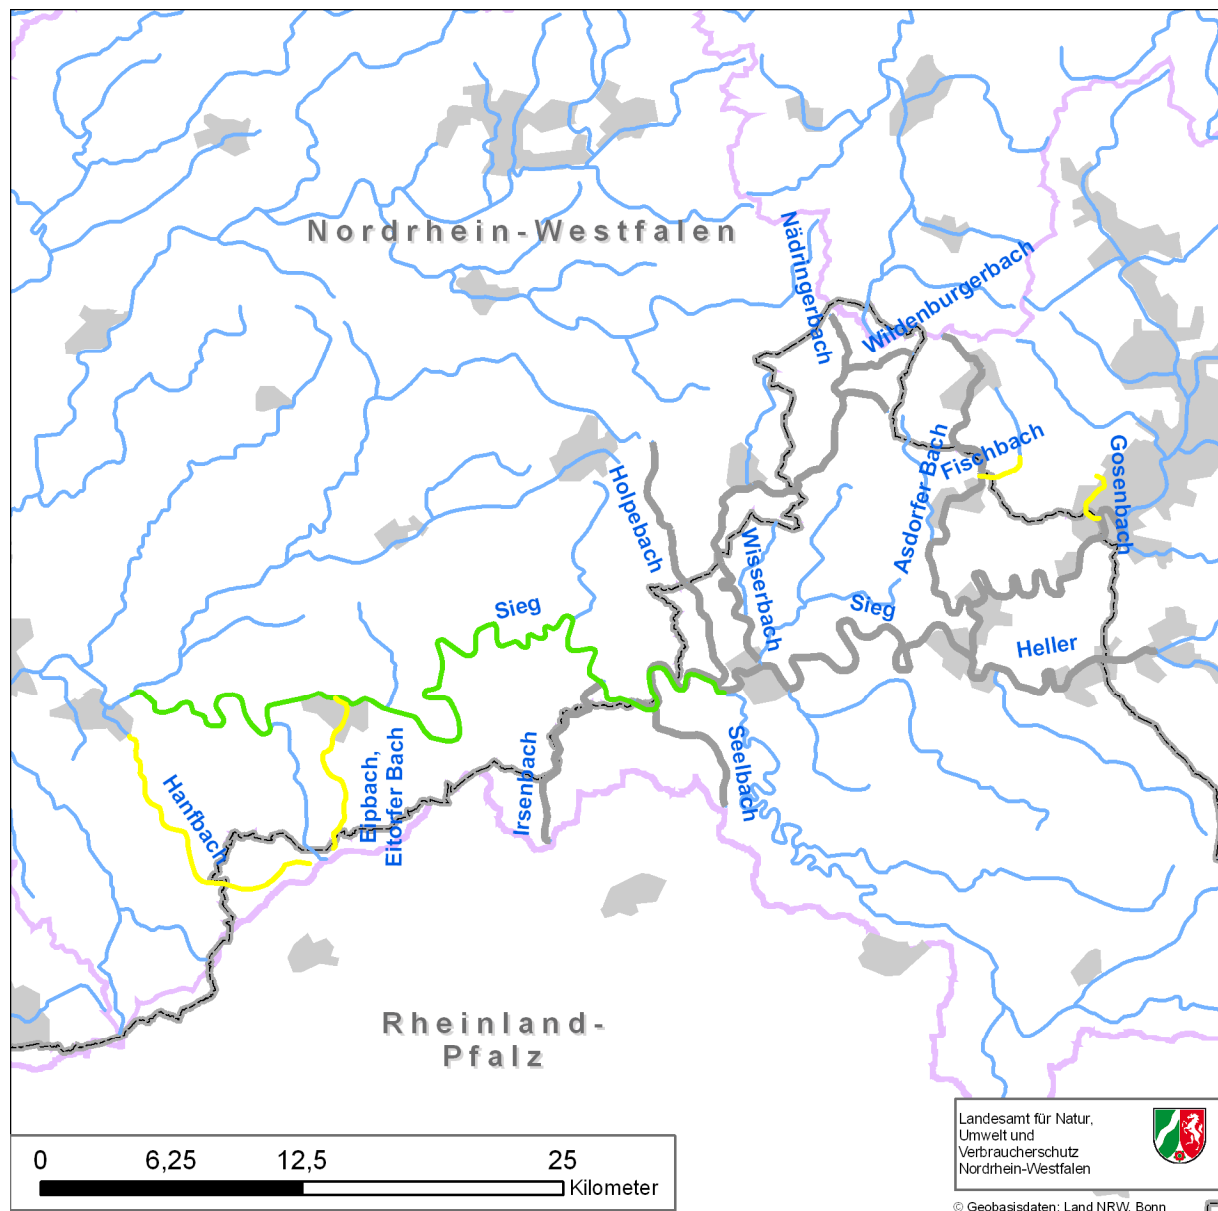 Nordrhein-Westfalen
Nädringerbach
Wildenburgerbach
Holpebach
Wisserbach
Asdorfer Bach
Fischbach
Gosenbach
Sieg
Sieg
Heller
Hanfbach
Eipbach,
Eitorfer Bach
Irsenbach
Seelbach
Rheinland-
Pfalz
0 6,25 12,5 25
Kilometer
Landesamt für Natur,
Umwelt und
Verbraucherschutz
Nordrhein-Westfalen
© Geobasisdaten: Land NRW, Bonn